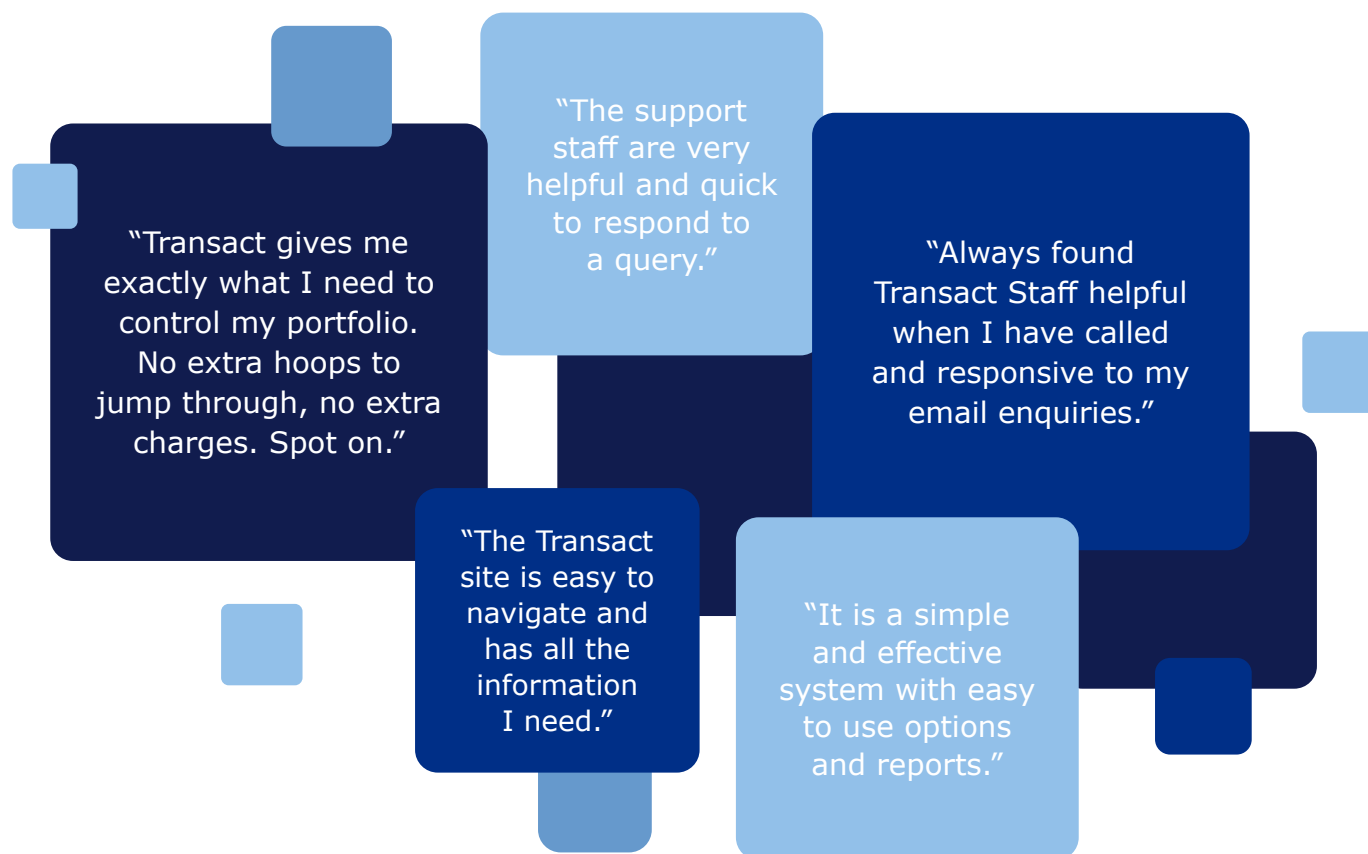 “Transact gives me
exactly what I need to
control my portfolio.
No extra hoops to
jump through, no extra
charges. Spot on.”
“The support
staff are very
helpful and quick
to respond to
a query.”
“Always found
Transact Staff helpful
when I have called
and responsive to my
email enquiries.”
“The Transact
site is easy to
navigate and
has all the
information
I need.”
“It is a simple
and effective
system with easy
to use options
and reports.”